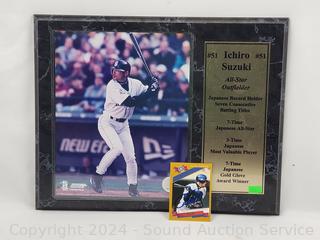 #51 Ichiro #51
Suzuki
All-Star
Outfielder
Japanese Record Holder
Seven Consecutive
Batting Titles
7-Time
Japanese All-Star
3-Time
Japanese
Most Valuable Player
7-Time
Japanese
Gold Glove
Award Winner
NEW ERA
Copyright 2024 - Sound Auction Service